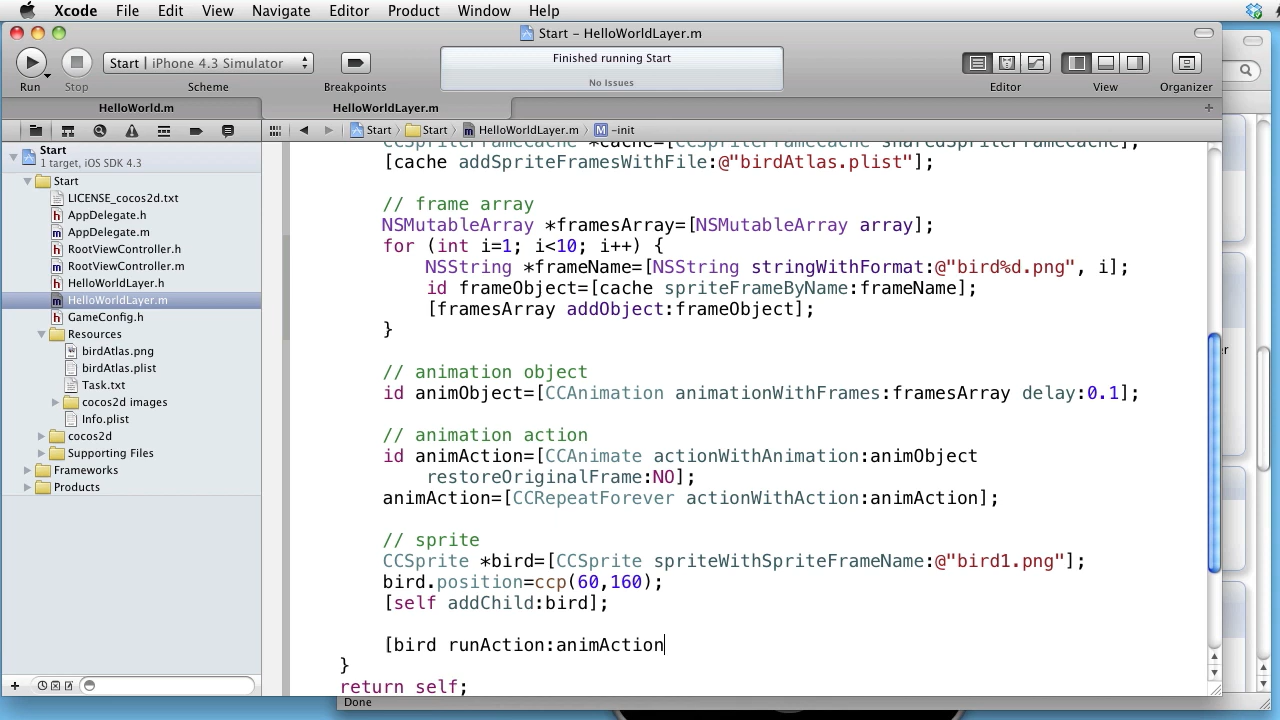 Xcode File Edit View Navigate Editor Product Window Help
Start – HelloWorldLayer.m
Start | iPhone 4.3 Simulator
Finished running Start
No Issues
Run Stop Scheme Breakpoints Editor View Organizer
HelloWorld.m HelloWorldLayer.m
Start Start HelloWorldLayer.m M -init
Start
1 target, iOS SDK 4.3
Start
LICENSE_cocos2d.txt
AppDelegate.h
AppDelegate.m
RootViewController.h
RootViewController.m
HelloWorldLayer.h
HelloWorldLayer.m
GameConfig.h
Resources
birdAtlas.png
birdAtlas.plist
Task.txt
cocos2d images
Info.plist
cocos2d
Supporting Files
Frameworks
Products
CCSpriteFrameCache *cache=[CCSpriteFrameCache sharedSpriteFrameCache];
[cache addSpriteFramesWithFile:@"birdAtlas.plist"];
// frame array
NSMutableArray *framesArray=[NSMutableArray array];
for (int i=1; i<10; i++) {
NSString *frameName=[NSString stringWithFormat:@"bird%d.png", i];
id frameObject=[cache spriteFrameByName:frameName];
[framesArray addObject:frameObject];
}
// animation object
id animObject=[CCAnimation animationWithFrames:framesArray delay:0.1];
// animation action
id animAction=[CCAnimate actionWithAnimation:animObject
restoreOriginalFrame:NO];
animAction=[CCRepeatForever actionWithAction:animAction];
// sprite
CCSprite *bird=[CCSprite spriteWithSpriteFrameName:@"bird1.png"];
bird.position=ccp(60,160);
[self addChild:bird];
[bird runAction:animAction
}
return self;
Done